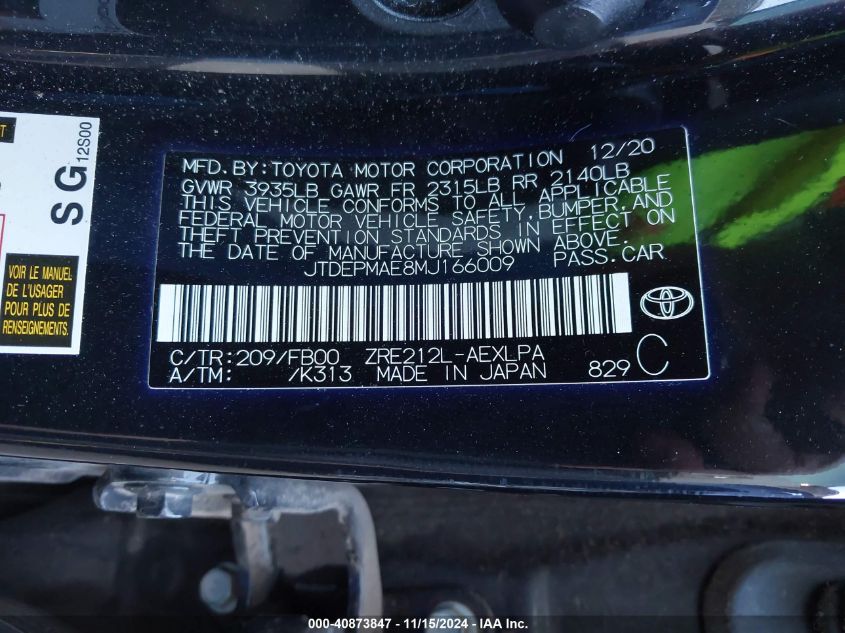 T
SG
12S00
VOIR LE MANUEL
DE L'USAGER
POUR PLUS DE
RENSEIGNEMENTS.
MFD. BY: TOYOTA MOTOR CORPORATION 12/20
GVWR 3935LB GAWR FR 2315LB RR 2140LB
THIS VEHICLE CONFORMS TO ALL APPLICABLE
FEDERAL MOTOR VEHICLE SAFETY, BUMPER, AND
THEFT PREVENTION STANDARDS IN EFFECT ON
THE DATE OF MANUFACTURE SHOWN ABOVE.
JTDEPMAE8MJ166009 PASS. CAR
C/TR: 209/FB00 ZRE212L-AEXLPA
A/TM: /K313 MADE IN JAPAN 829 C
000-40873847 - 11/15/2024 - IAA Inc.